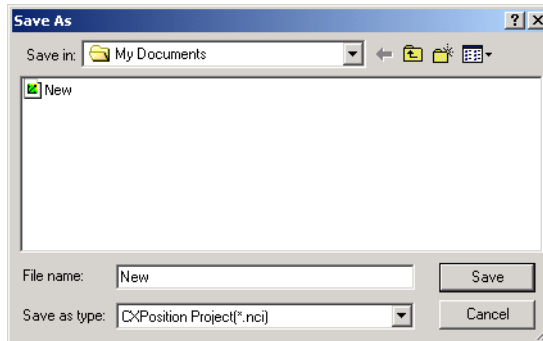 Save As
Save in: My Documents
New
File name: New
Save
Save as type: CXPosition Project(*.nci)
Cancel